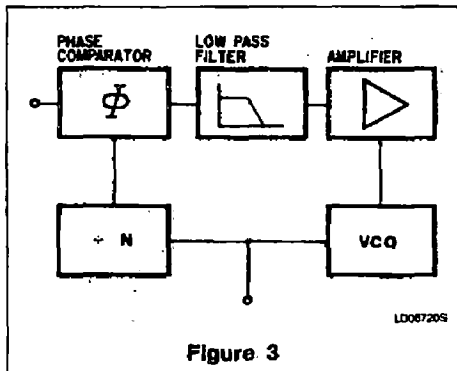 PHASE COMPARATOR
LOW PASS FILTER
AMPLIFIER
Φ
÷ N
VCO
LD06720S
Figure 3